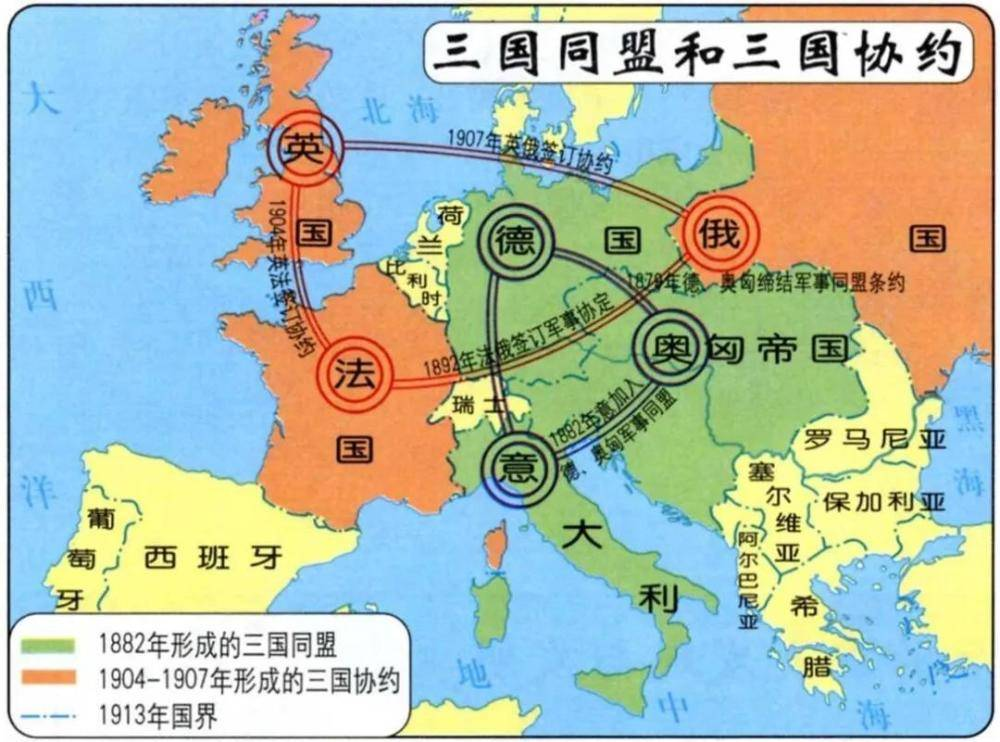 三国同盟和三国协约
大
西
洋
北海
英
国
1907年英俄签订协约
1904年英法签订协约
荷
兰
比
利
时
德
国
俄
国
1879年德 奥匈缔结军事同盟条约
1892年法俄签订军事协定
奥匈帝国
法
国
瑞士
1882年意加入
德、奥匈军事同盟
意
大
利
黑
海
罗马尼亚
塞
尔
维
亚
保加利亚
阿
尔
巴
尼
亚
希
腊
葡
萄
牙
西班牙
地
中
海
1882年形成的三国同盟
1904-1907年形成的三国协约
1913年国界